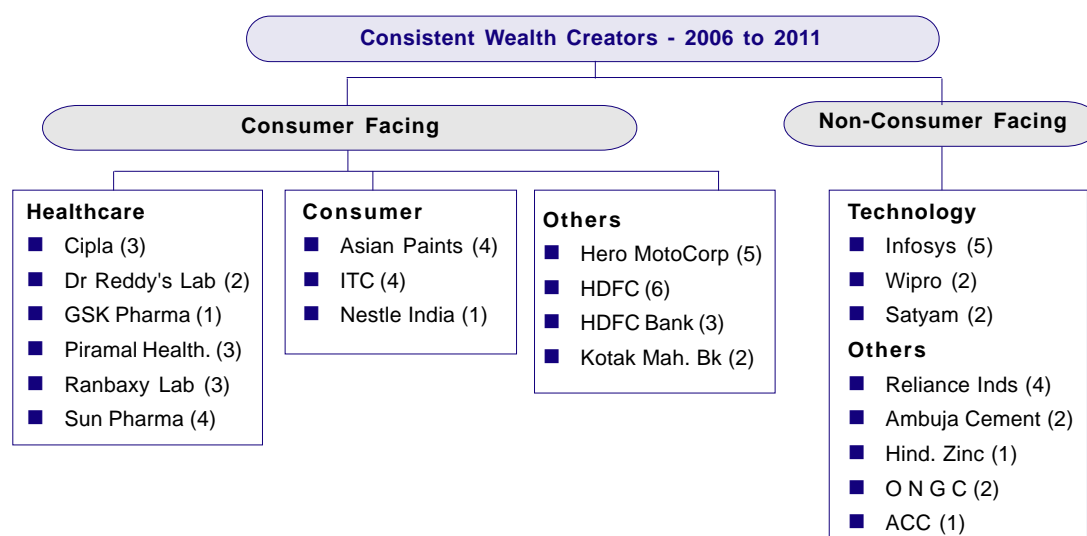 Consistent Wealth Creators - 2006 to 2011
Consumer Facing
Non-Consumer Facing
Healthcare
Cipla (3)
Dr Reddy's Lab (2)
GSK Pharma (1)
Piramal Health. (3)
Ranbaxy Lab (3)
Sun Pharma (4)
Consumer
Asian Paints (4)
ITC (4)
Nestle India (1)
Others
Hero MotoCorp (5)
HDFC (6)
HDFC Bank (3)
Kotak Mah. Bk (2)
Technology
Infosys (5)
Wipro (2)
Satyam (2)
Others
Reliance Inds (4)
Ambuja Cement (2)
Hind. Zinc (1)
O N G C (2)
ACC (1)